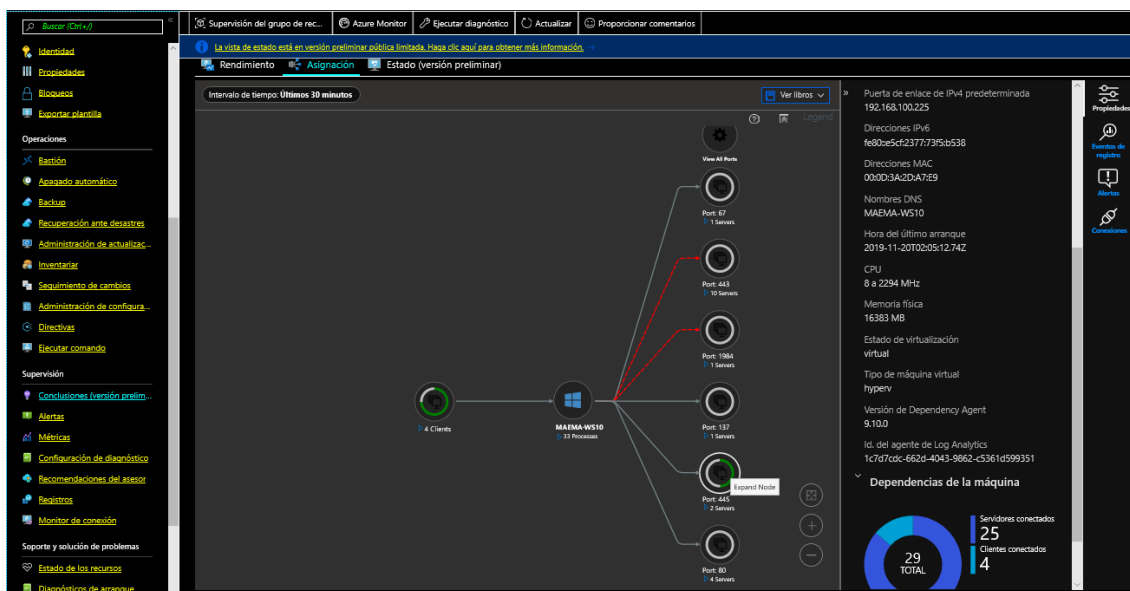 Buscar (Ctrl+/)
«
Identidad
Propiedades
Bloqueos
Exportar plantilla
Operaciones
Bastión
Apagado automático
Backup
Recuperación ante desastres
Administración de actualizac...
Inventariar
Seguimiento de cambios
Administración de configura...
Directivas
Ejecutar comando
Supervisión
Conclusiones (versión prelim...
Alertas
Métricas
Configuración de diagnóstico
Recomendaciones del asesor
Registros
Monitor de conexión
Soporte y solución de problemas
Estado de los recursos
Diagnósticos de arranque
Supervisión del grupo de rec...
Azure Monitor
Ejecutar diagnóstico
Actualizar
Proporcionar comentarios
La vista de estado está en versión preliminar pública limitada. Haga clic aquí para obtener más información. →
Rendimiento
Asignación
Estado (versión preliminar)
Intervalo de tiempo: Últimos 30 minutos
Ver libros
Legend
View All Ports
Port: 67
1 Servers
Port: 443
10 Servers
Port: 1984
1 Servers
4 Clients
MAEMA-WS10
33 Processes
Port: 137
1 Servers
Expand Node
Port: 445
2 Servers
Port: 80
4 Servers
»
Puerta de enlace de IPv4 predeterminada
192.168.100.225
Direcciones IPv6
fe80::e5cf:2377:73f5:b538
Direcciones MAC
00:0D:3A:2D:A7:E9
Nombres DNS
MAEMA-WS10
Hora del último arranque
2019-11-20T02:05:12.74Z
CPU
8 a 2294 MHz
Memoria física
16383 MB
Estado de virtualización
virtual
Tipo de máquina virtual
hyperv
Versión de Dependency Agent
9.10.0
Id. del agente de Log Analytics
1c7d7cdc-662d-4043-9862-c5361d599351
Dependencias de la máquina
29
TOTAL
Servidores conectados
25
Clientes conectados
4
Propiedades
Eventos de
registro
Alertas
Conexiones